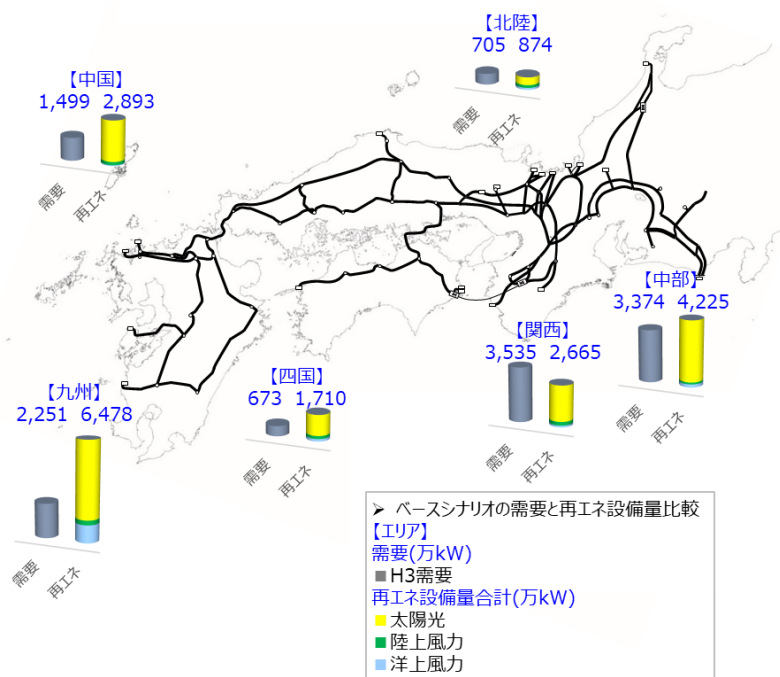 【北陸】
705 874
需要
再エネ
【中国】
1,499 2,893
需要
再エネ
【中部】
3,374 4,225
需要
再エネ
【関西】
3,535 2,665
需要
再エネ
【四国】
673 1,710
需要
再エネ
【九州】
2,251 6,478
需要
再エネ
➢ ベースシナリオの需要と再エネ設備量比較
【エリア】
需要(万kW)
■H3需要
再エネ設備量合計(万kW)
■太陽光
■陸上風力
■洋上風力